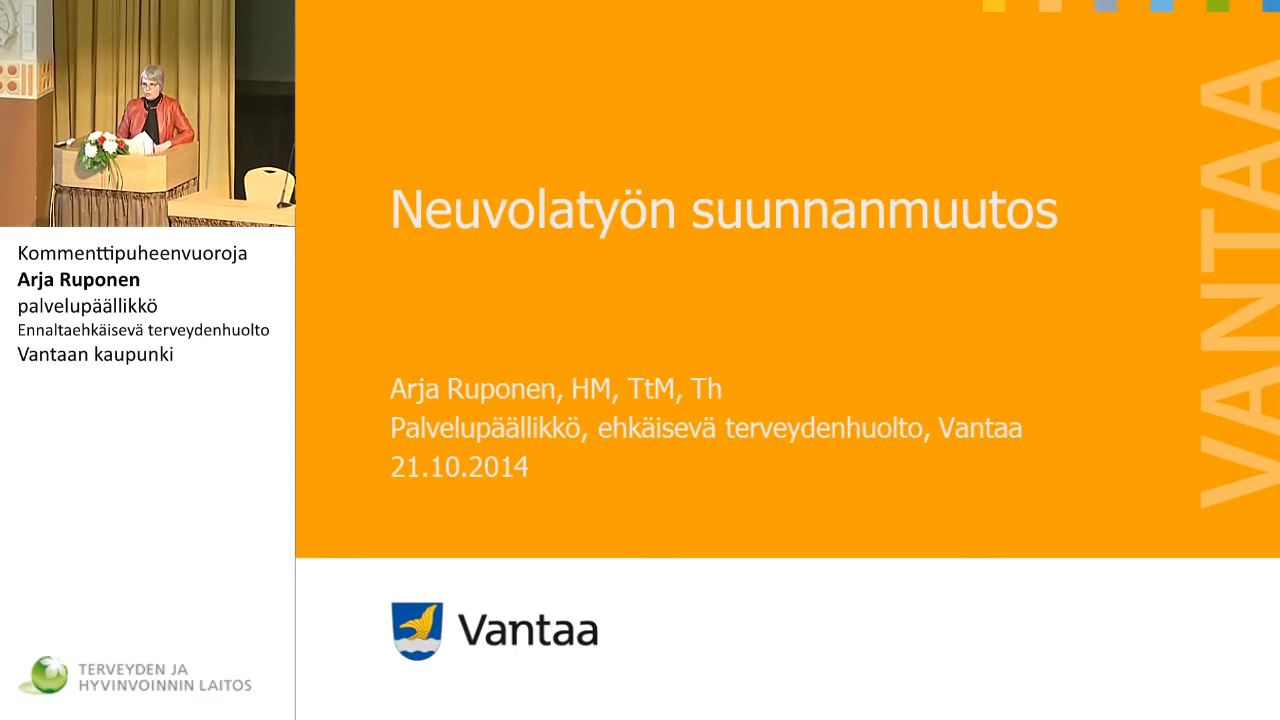 Kommenttipuheenvuoroja
Arja Ruponen
palvelupäällikkö
Ennaltaehkäisevä terveydenhuolto
Vantaan kaupunki
TERVEYDEN JA
HYVINVOINNIN LAITOS
Neuvolatyön suunnanmuutos
Arja Ruponen, HM, TtM, Th
Palvelupäällikkö, ehkäisevä terveydenhuolto, Vantaa
21.10.2014
VANTAA
Vantaa